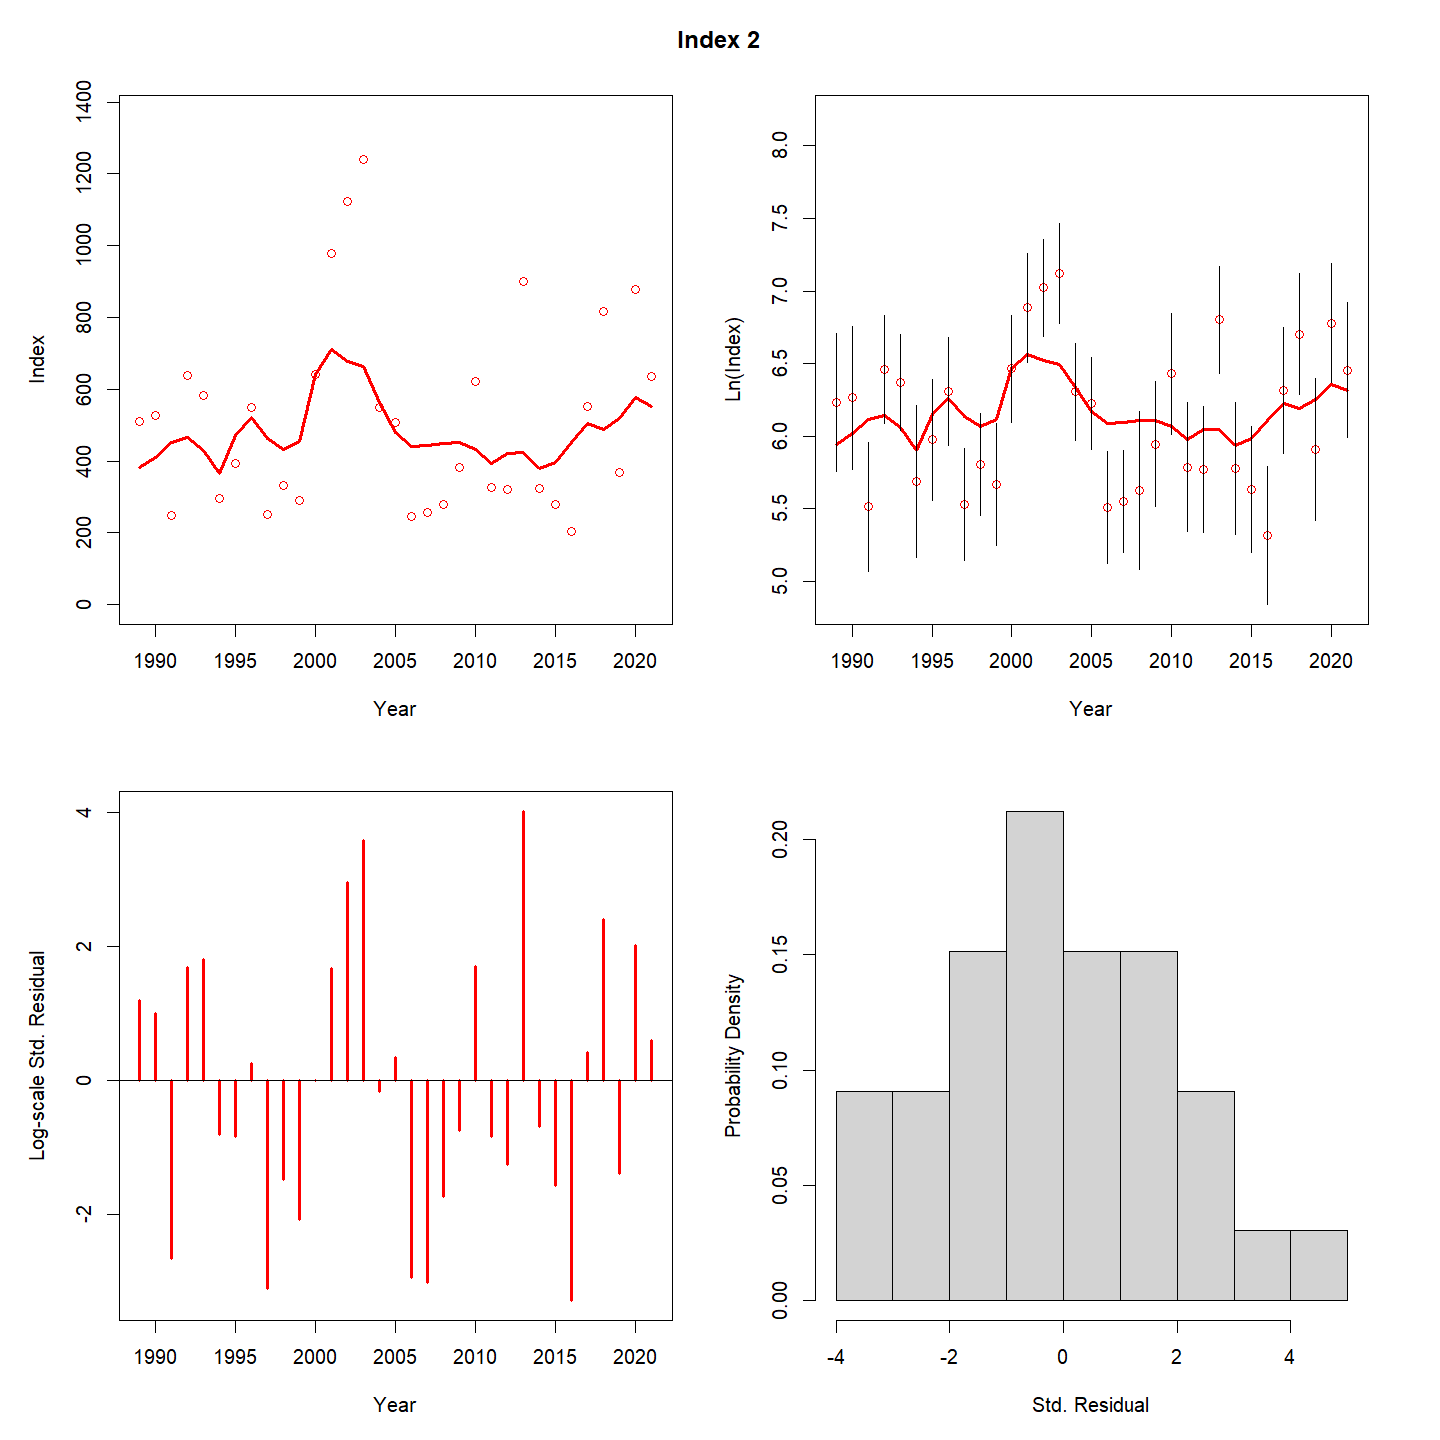 Index 2
Index
0 200 400 600 800 1000 1200 1400
1990 1995 2000 2005 2010 2015 2020
Year
Ln(Index)
5.0 5.5 6.0 6.5 7.0 7.5 8.0
1990 1995 2000 2005 2010 2015 2020
Year
Log-scale Std. Residual
-2 0 2 4
1990 1995 2000 2005 2010 2015 2020
Year
Probability Density
0.00 0.05 0.10 0.15 0.20
-4 -2 0 2 4
Std. Residual